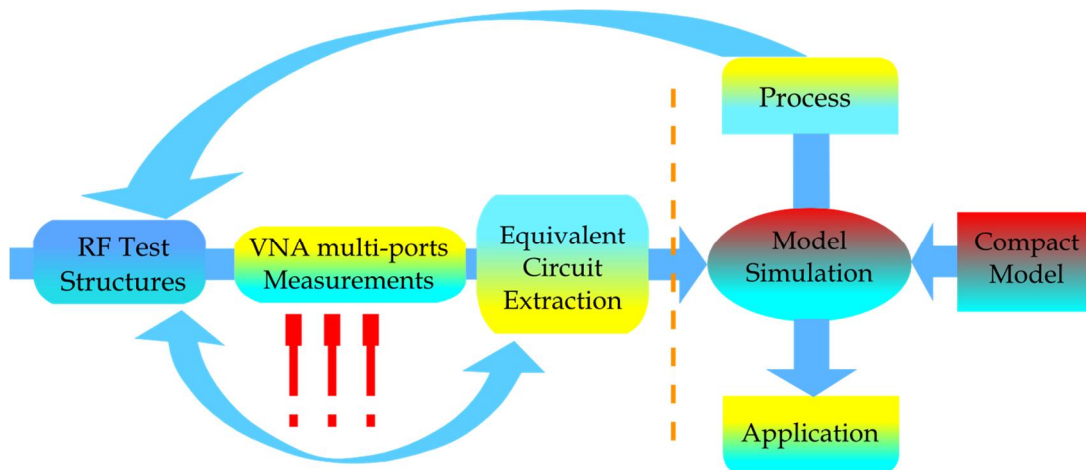 Process
RF Test
Structures
VNA multi-ports
Measurements
Equivalent
Circuit
Extraction
Model
Simulation
Compact
Model
Application